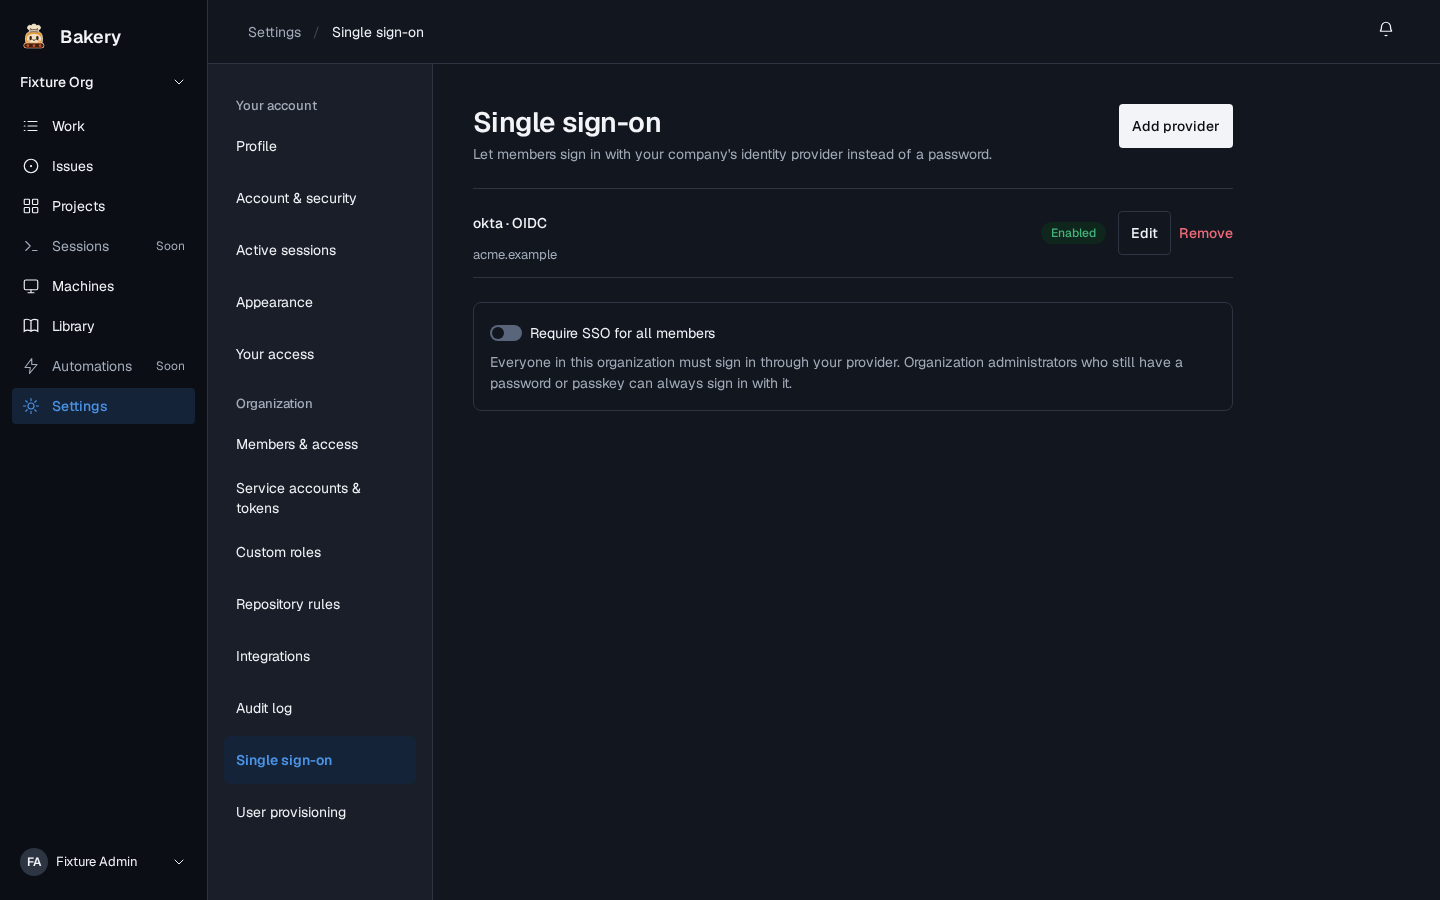 Bakery
Fixture Org
Work
Issues
Projects
Sessions Soon
Machines
Library
Automations Soon
Settings
FA Fixture Admin
Settings / Single sign-on
Your account
Profile
Account & security
Active sessions
Appearance
Your access
Organization
Members & access
Service accounts &
tokens
Custom roles
Repository rules
Integrations
Audit log
Single sign-on
User provisioning
Single sign-on
Let members sign in with your company's identity provider instead of a password.
Add provider
okta · OIDC
acme.example
Enabled Edit Remove
Require SSO for all members
Everyone in this organization must sign in through your provider. Organization administrators who still have a
password or passkey can always sign in with it.